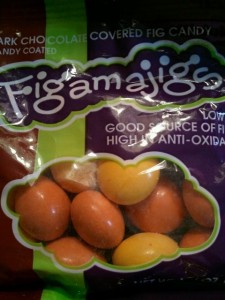 ARK CHOCOLATE COVERED FIG CANDY
ANDY COATED
Figamajigs
LOW
GOOD SOURCE OF FI
HIGH IN ANTI-OXIDA